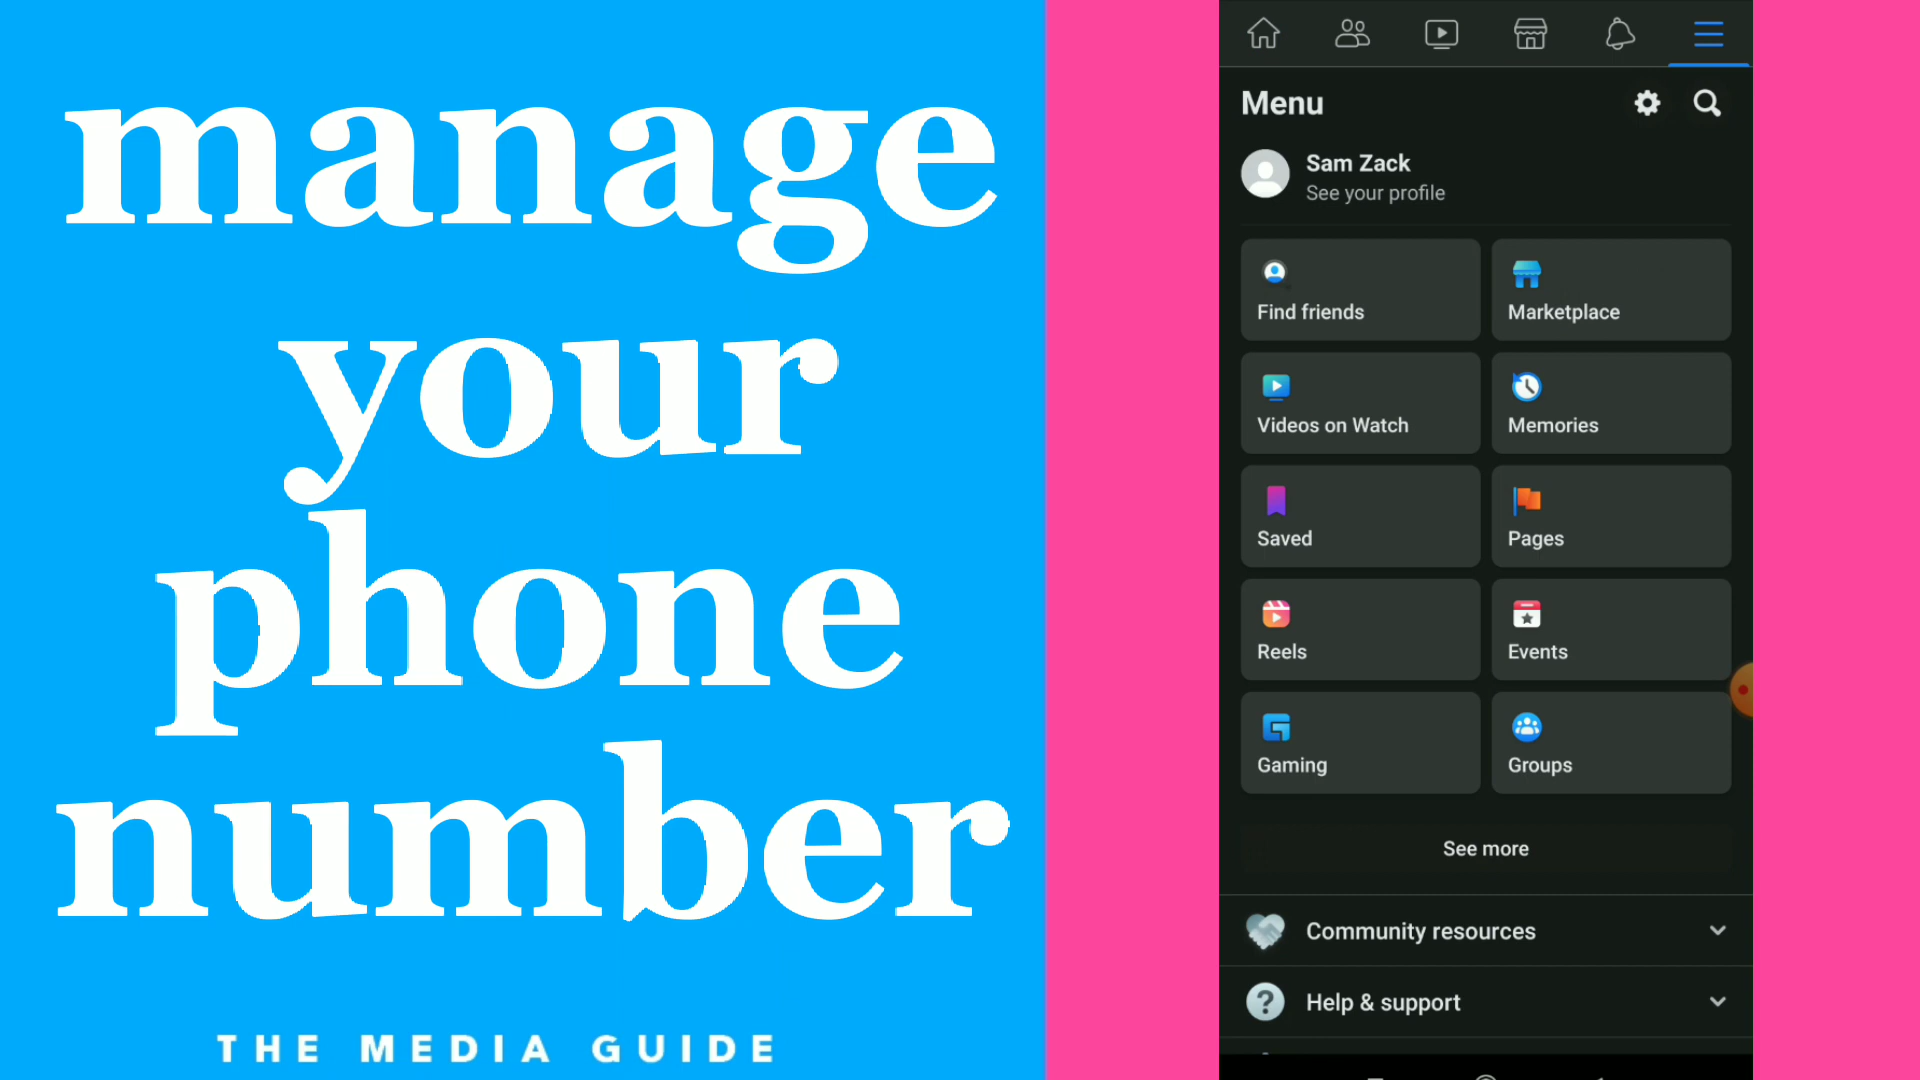 manage
your
phone
number
THE MEDIA GUIDE
Menu
Sam Zack
See your profile
Find friends
Marketplace
Videos on Watch
Memories
Saved
Pages
Reels
Events
Gaming
Groups
See more
Community resources
Help & support